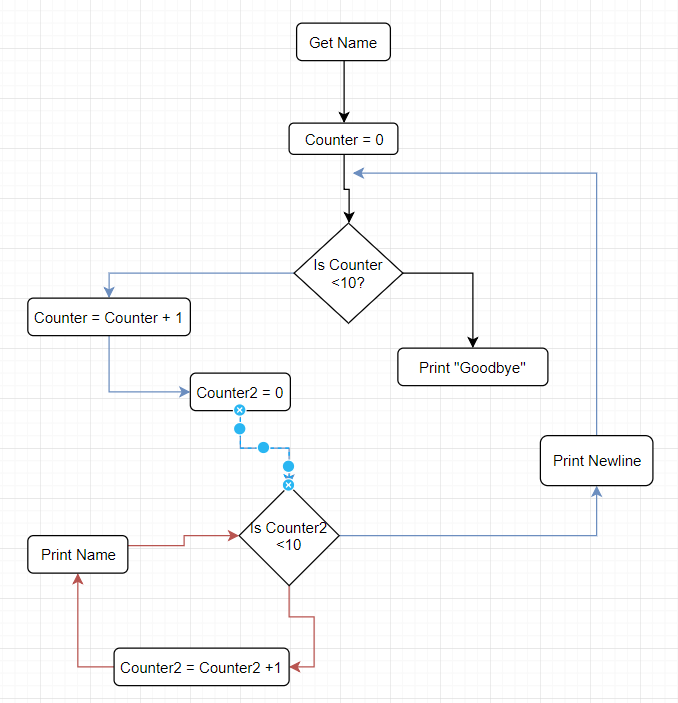 Get Name
Counter = 0
Is Counter
<10?
Counter = Counter + 1
Print "Goodbye"
Counter2 = 0
Print Newline
Is Counter2
<10
Print Name
Counter2 = Counter2 +1